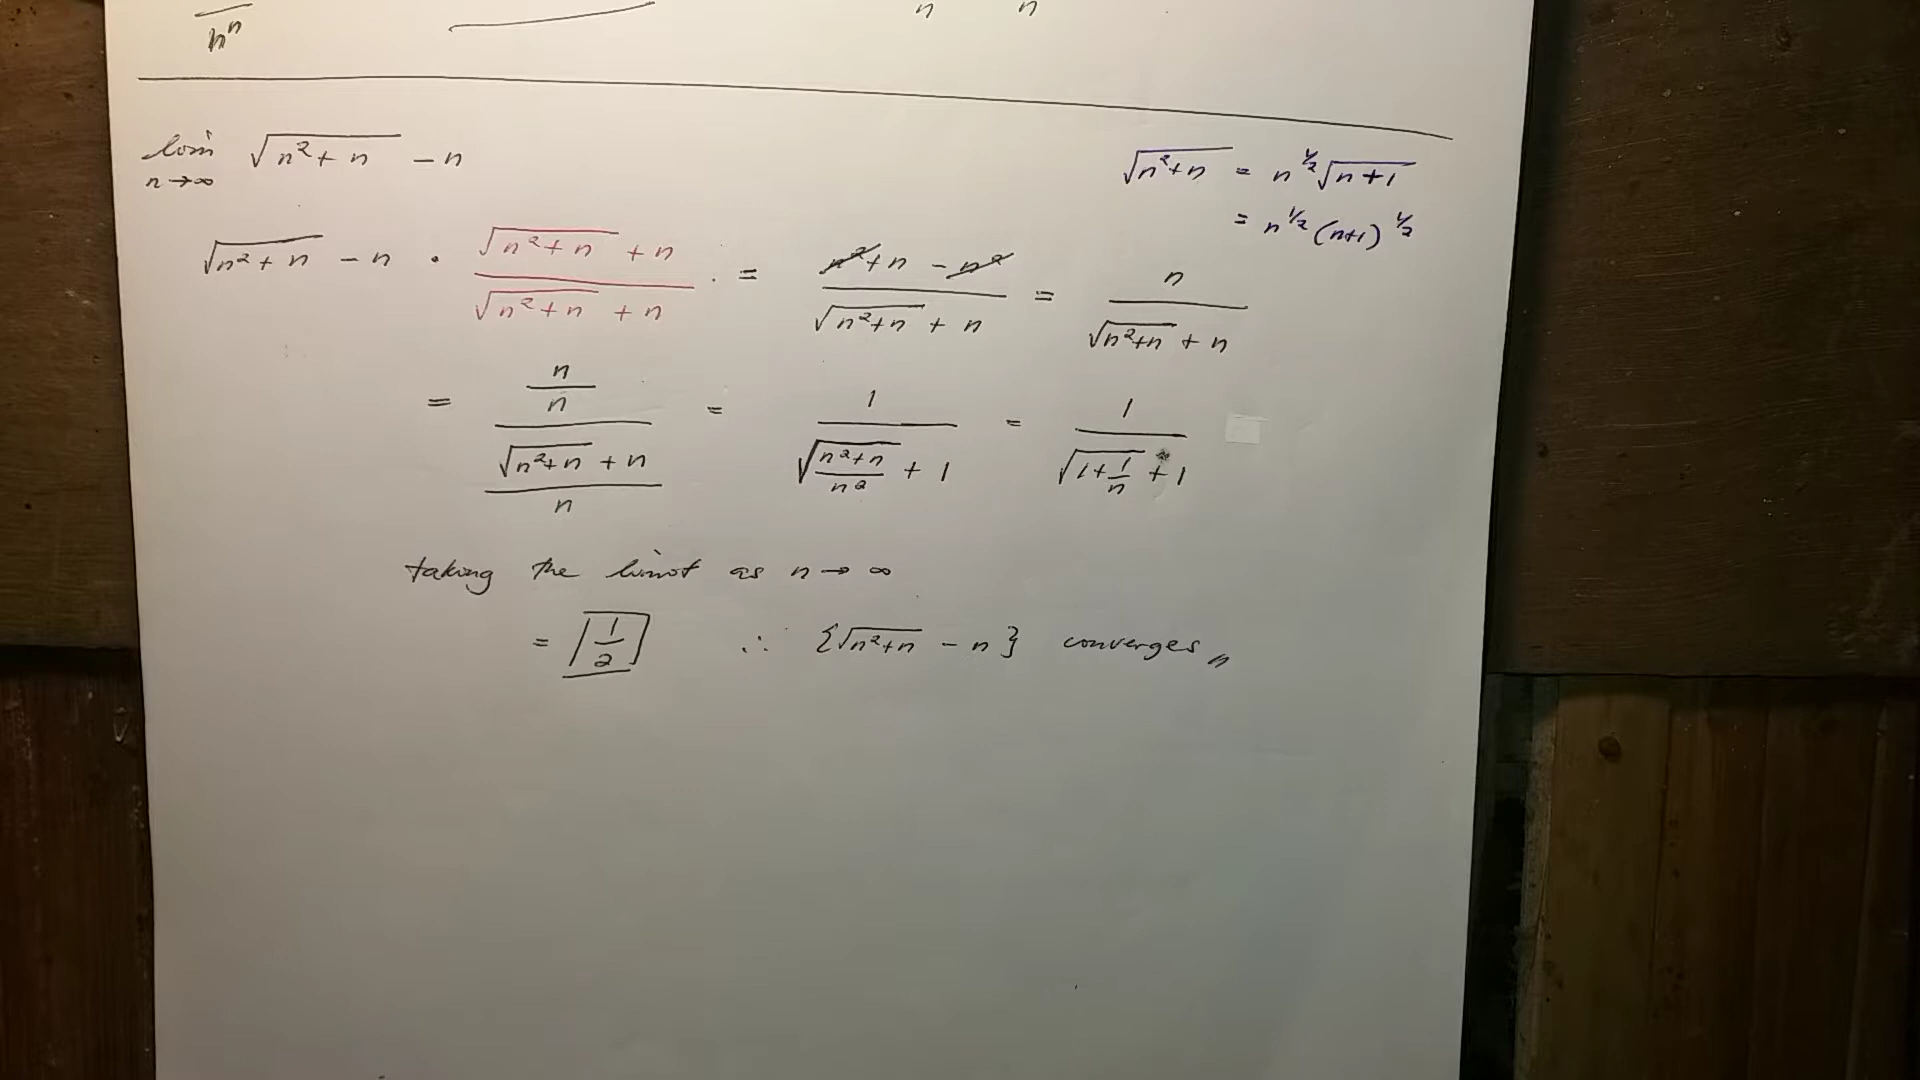 n^n n n
lim n→∞ √(n²+n) - n
√(n²+n) = n^(1/2) √(n+1)
= n^(1/2) (n+1)^(1/2)
√(n²+n) - n · (√(n²+n) + n)/(√(n²+n) + n) · = (n²+n - n²)/(√(n²+n) + n) = n/(√(n²+n) + n)
= (n/n)/((√(n²+n) + n)/n) = 1/(√((n²+n)/n²) + 1) = 1/(√(1+1/n) + 1)
taking the limit as n→∞
= 1/2 ∴ {√(n²+n) - n} converges